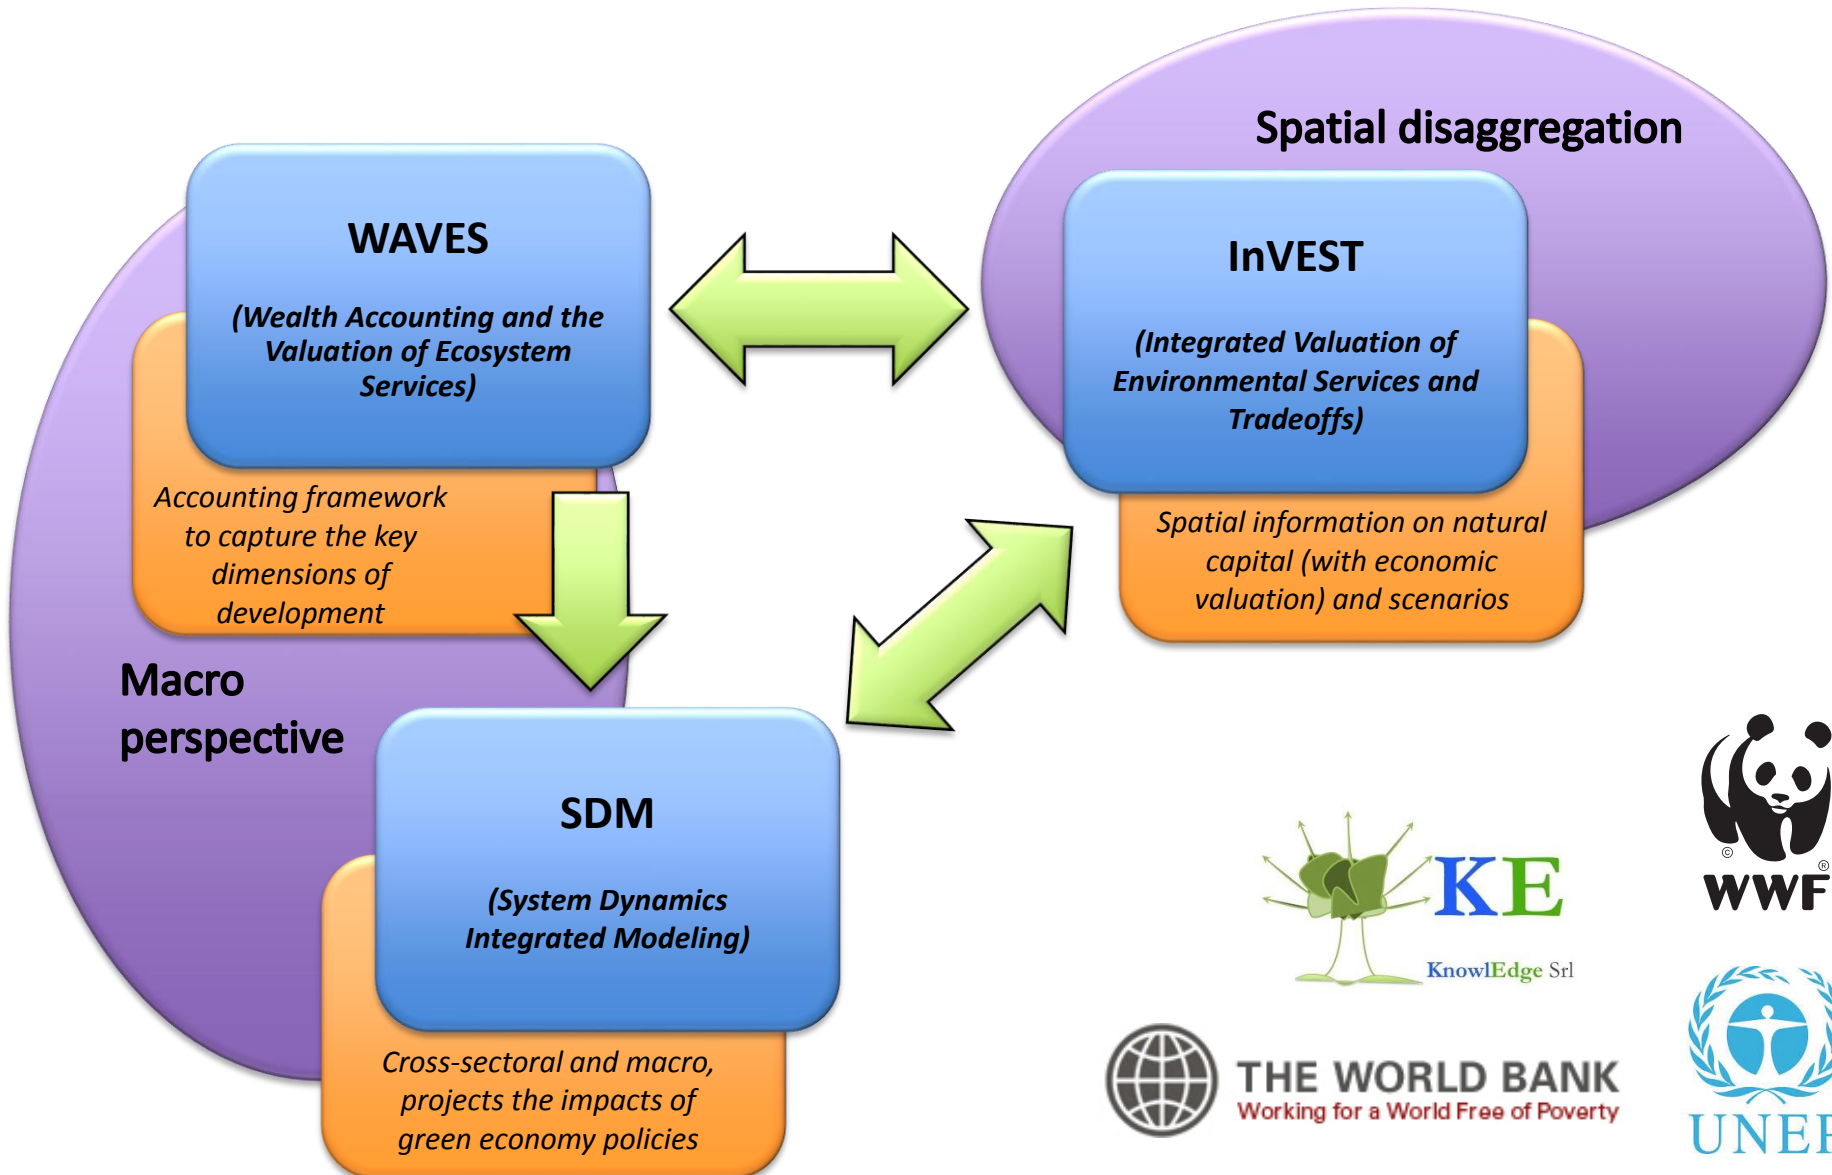 Spatial disaggregation
WAVES
(Wealth Accounting and the
Valuation of Ecosystem
Services)
InVEST
(Integrated Valuation of
Environmental Services and
Tradeoffs)
Accounting framework
to capture the key
dimensions of
development
Spatial information on natural
capital (with economic
valuation) and scenarios
Macro
perspective
SDM
(System Dynamics
Integrated Modeling)
Cross-sectoral and macro,
projects the impacts of
green economy policies
KE
KnowlEdge Srl
©
®
WWF
THE WORLD BANK
Working for a World Free of Poverty
UNEP